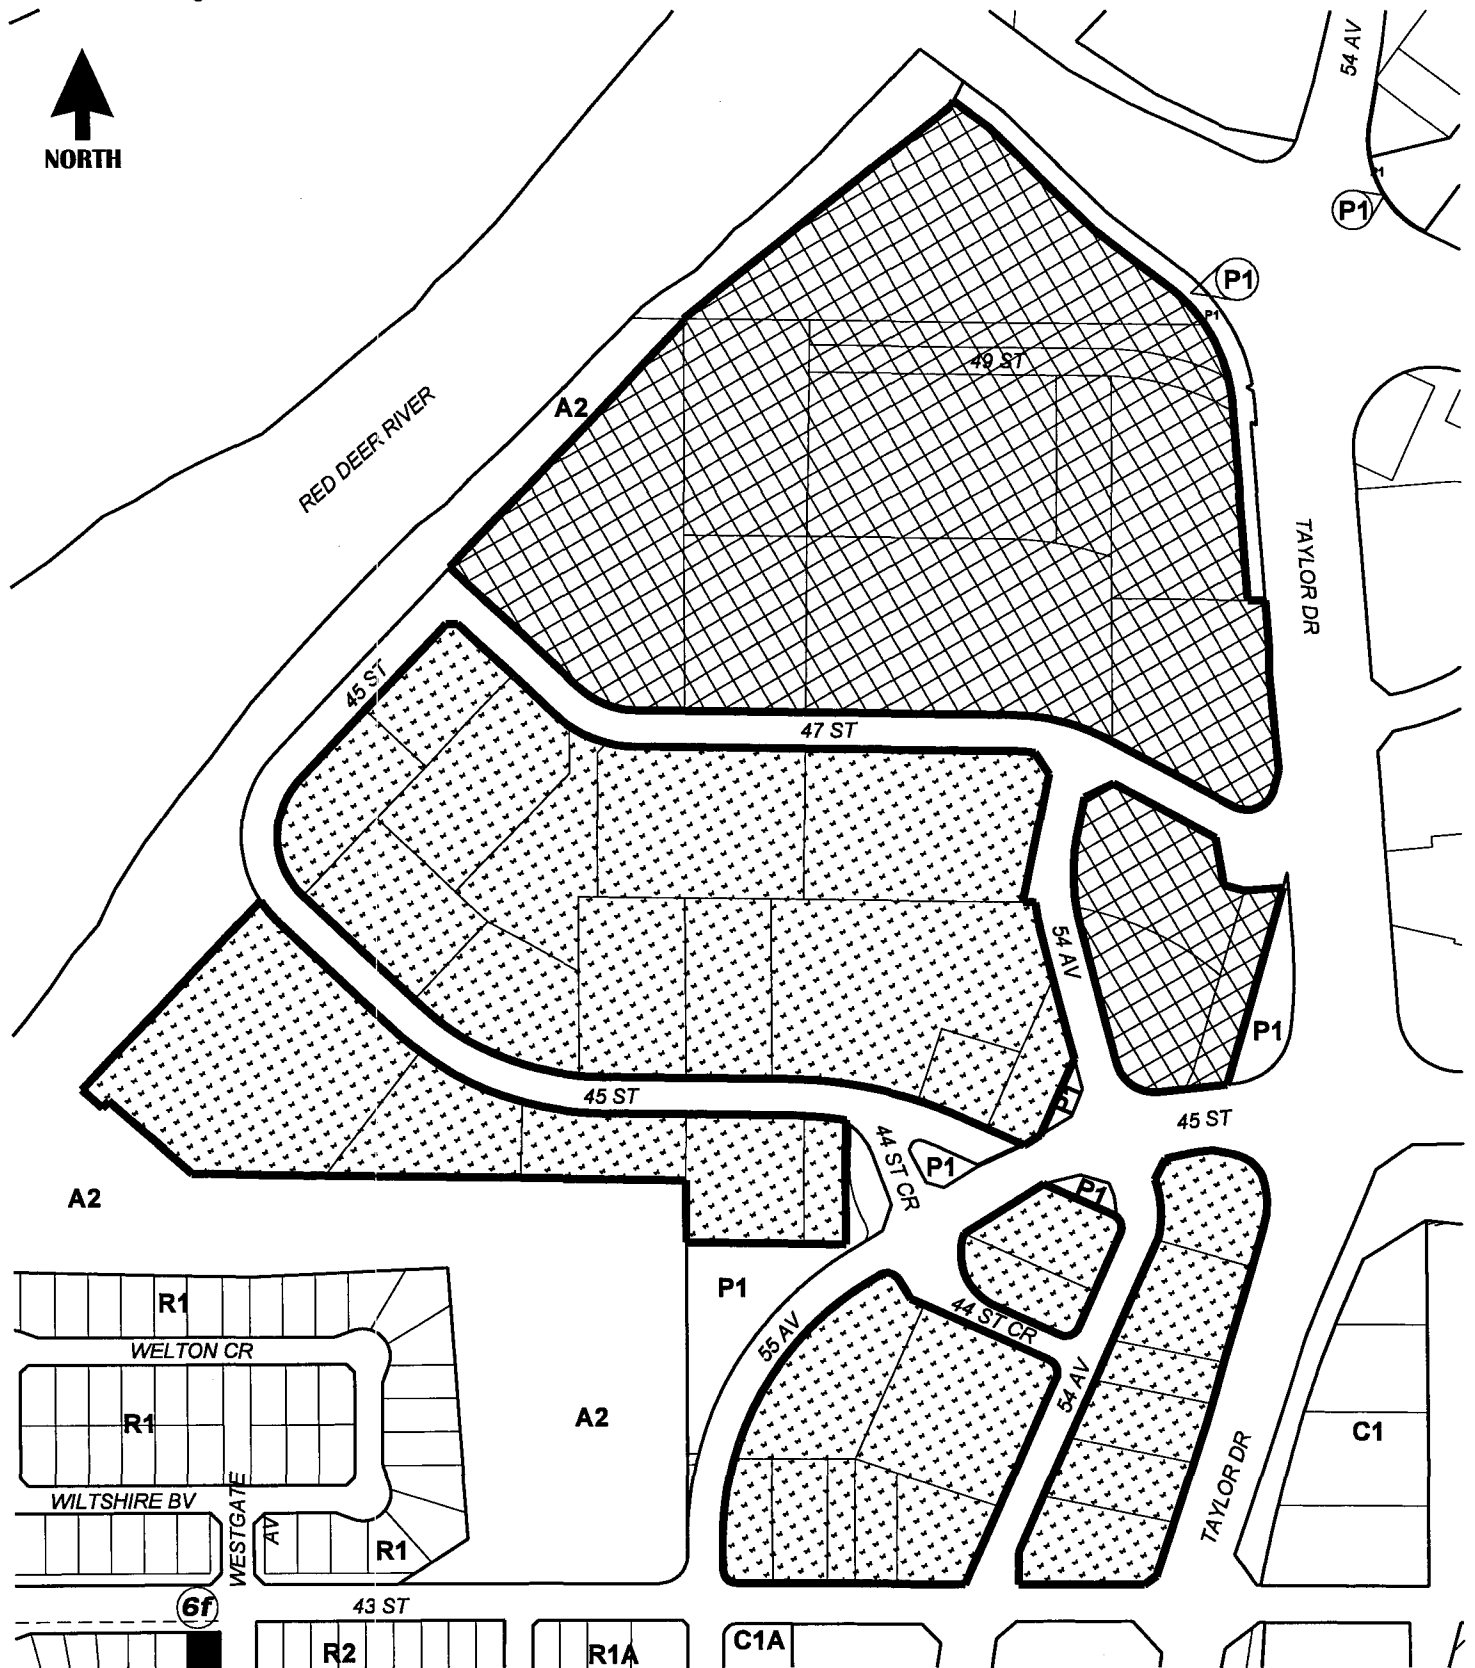 54 AV
NORTH
P1
P1
P1
P1
49 ST
A2
RED DEER RIVER
TAYLOR DR
45 ST
47 ST
54 AV
P1
P1
45 ST
45 ST
44 ST CR
P1
P1
A2
P1
R1
44 ST CR
WELTON CR
55 AV
54 AV
A2
R1
C1
TAYLOR DR
WILTSHIRE BV
WESTGATE
AV
R1
6f
43 ST
R2
R1A
C1A